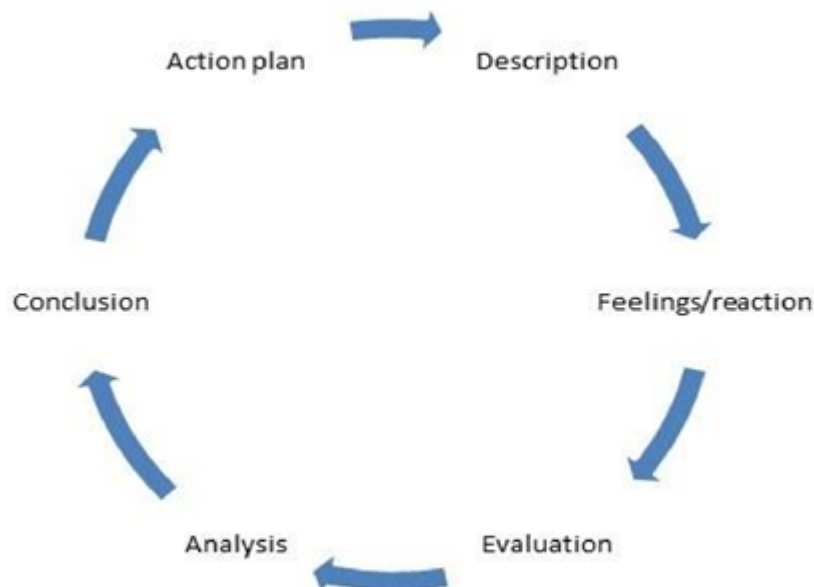 Action plan
Description
Feelings/reaction
Evaluation
Analysis
Conclusion